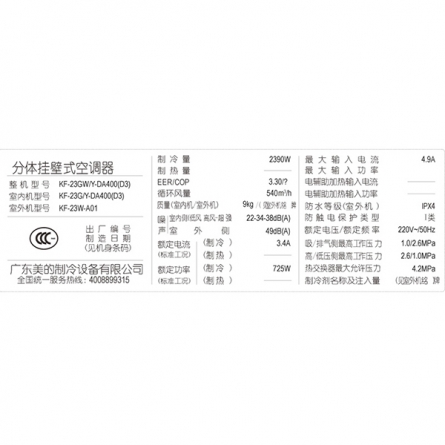 分体挂壁式空调器
整 机 型 号 KF-23GW/Y-DA400(D3)
室内机型号 KF-23G/Y-DA400(D3)
室外机型号 KF-23W-A01
出 厂 编 号
制 造 日 期
(见机身条码)
广东美的制冷设备有限公司
全国统一服务热线：4008899315
制 冷 量 2390W
制 热 量 —
EER/COP 3.30/?
循环风量 540m³/h
质量(室内机/室外机) 9kg/(见室外机铭牌)
噪:室内侧/低风-高风-超强 22-34-38dB(A)
声 室 外 侧 49dB(A)
额定电流 (制冷) 3.4A
(标准工况) (制热) —
额定功率 (制冷) 725W
(标准工况) (制热) —
最 大 输 入 电 流 4.9A
最 大 输 入 功 率 —
电辅助加热输入电流 —
电辅助加热输入功率 —
防水等级(室外机) IPX4
防 触 电 保 护 类 型 I类
额定电压/额定频率 220V~/50Hz
吸/排气侧最高工作压力 1.0/2.6MPa
高/低压侧最高工作压力 2.6/1.0MPa
热交换器最大允许压力 4.2MPa
制冷剂名称及注入量 (见室外机铭牌)